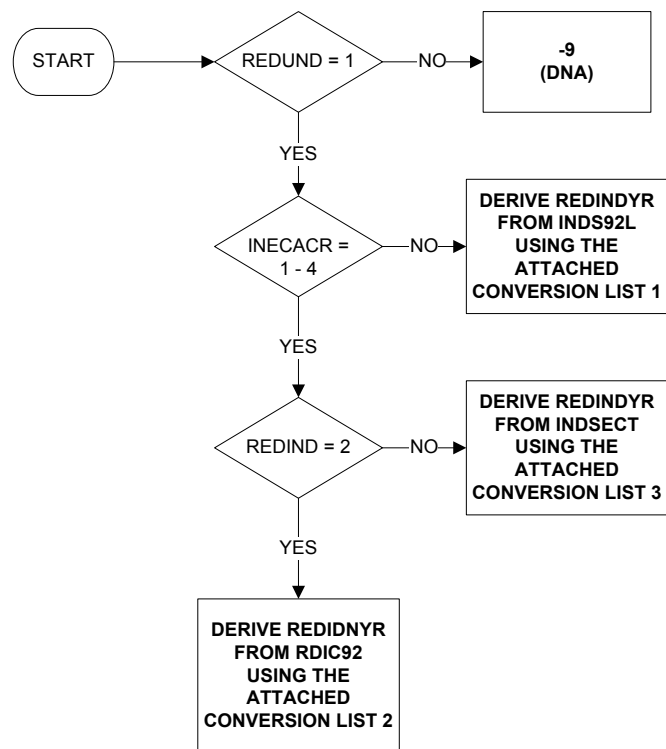 START
REDUND = 1
NO
-9
(DNA)
YES
INECACR =
1 - 4
NO
DERIVE REDINDYR
FROM INDS92L
USING THE
ATTACHED
CONVERSION LIST 1
YES
REDIND = 2
NO
DERIVE REDINDYR
FROM INDSECT
USING THE
ATTACHED
CONVERSION LIST 3
YES
DERIVE REDIDNYR
FROM RDIC92
USING THE
ATTACHED
CONVERSION LIST 2